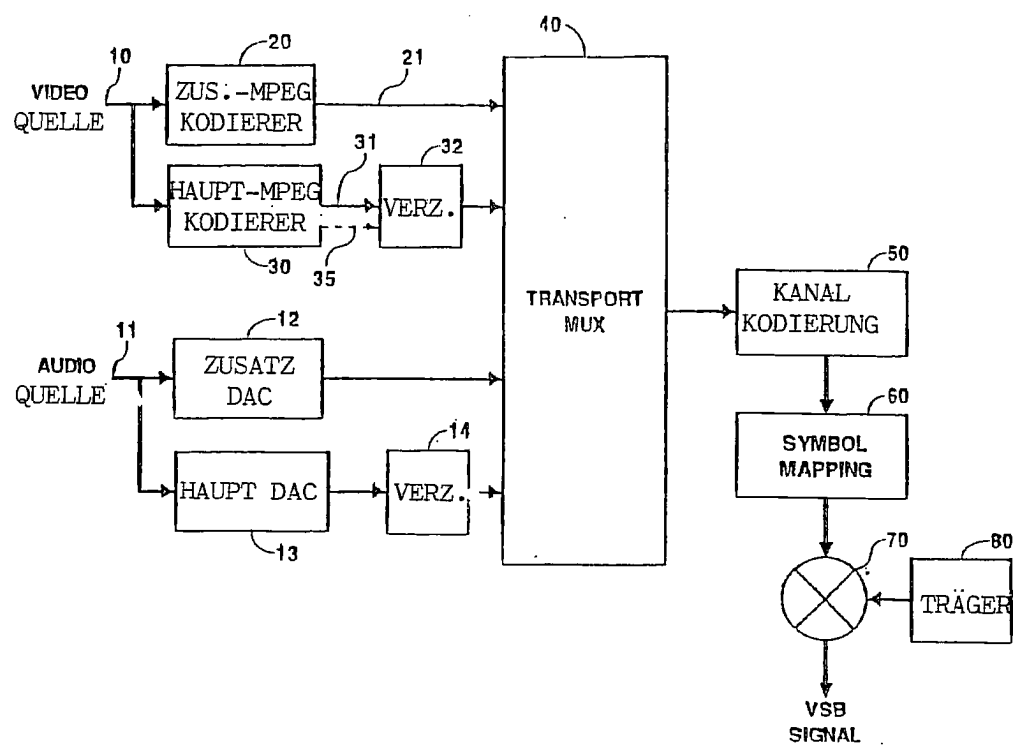 40
20
10
21
VIDEO
QUELLE
ZUS.-MPEG
KODIERER
31
32
HAUPT-MPEG
KODIERER
VERZ.
30
35
50
TRANSPORT
MUX
KANAL
KODIERUNG
11
12
AUDIO
QUELLE
ZUSATZ
DAC
60
14
SYMBOL
MAPPING
HAUPT DAC
VERZ.
13
70
80
TRÄGER
VSB
SIGNAL